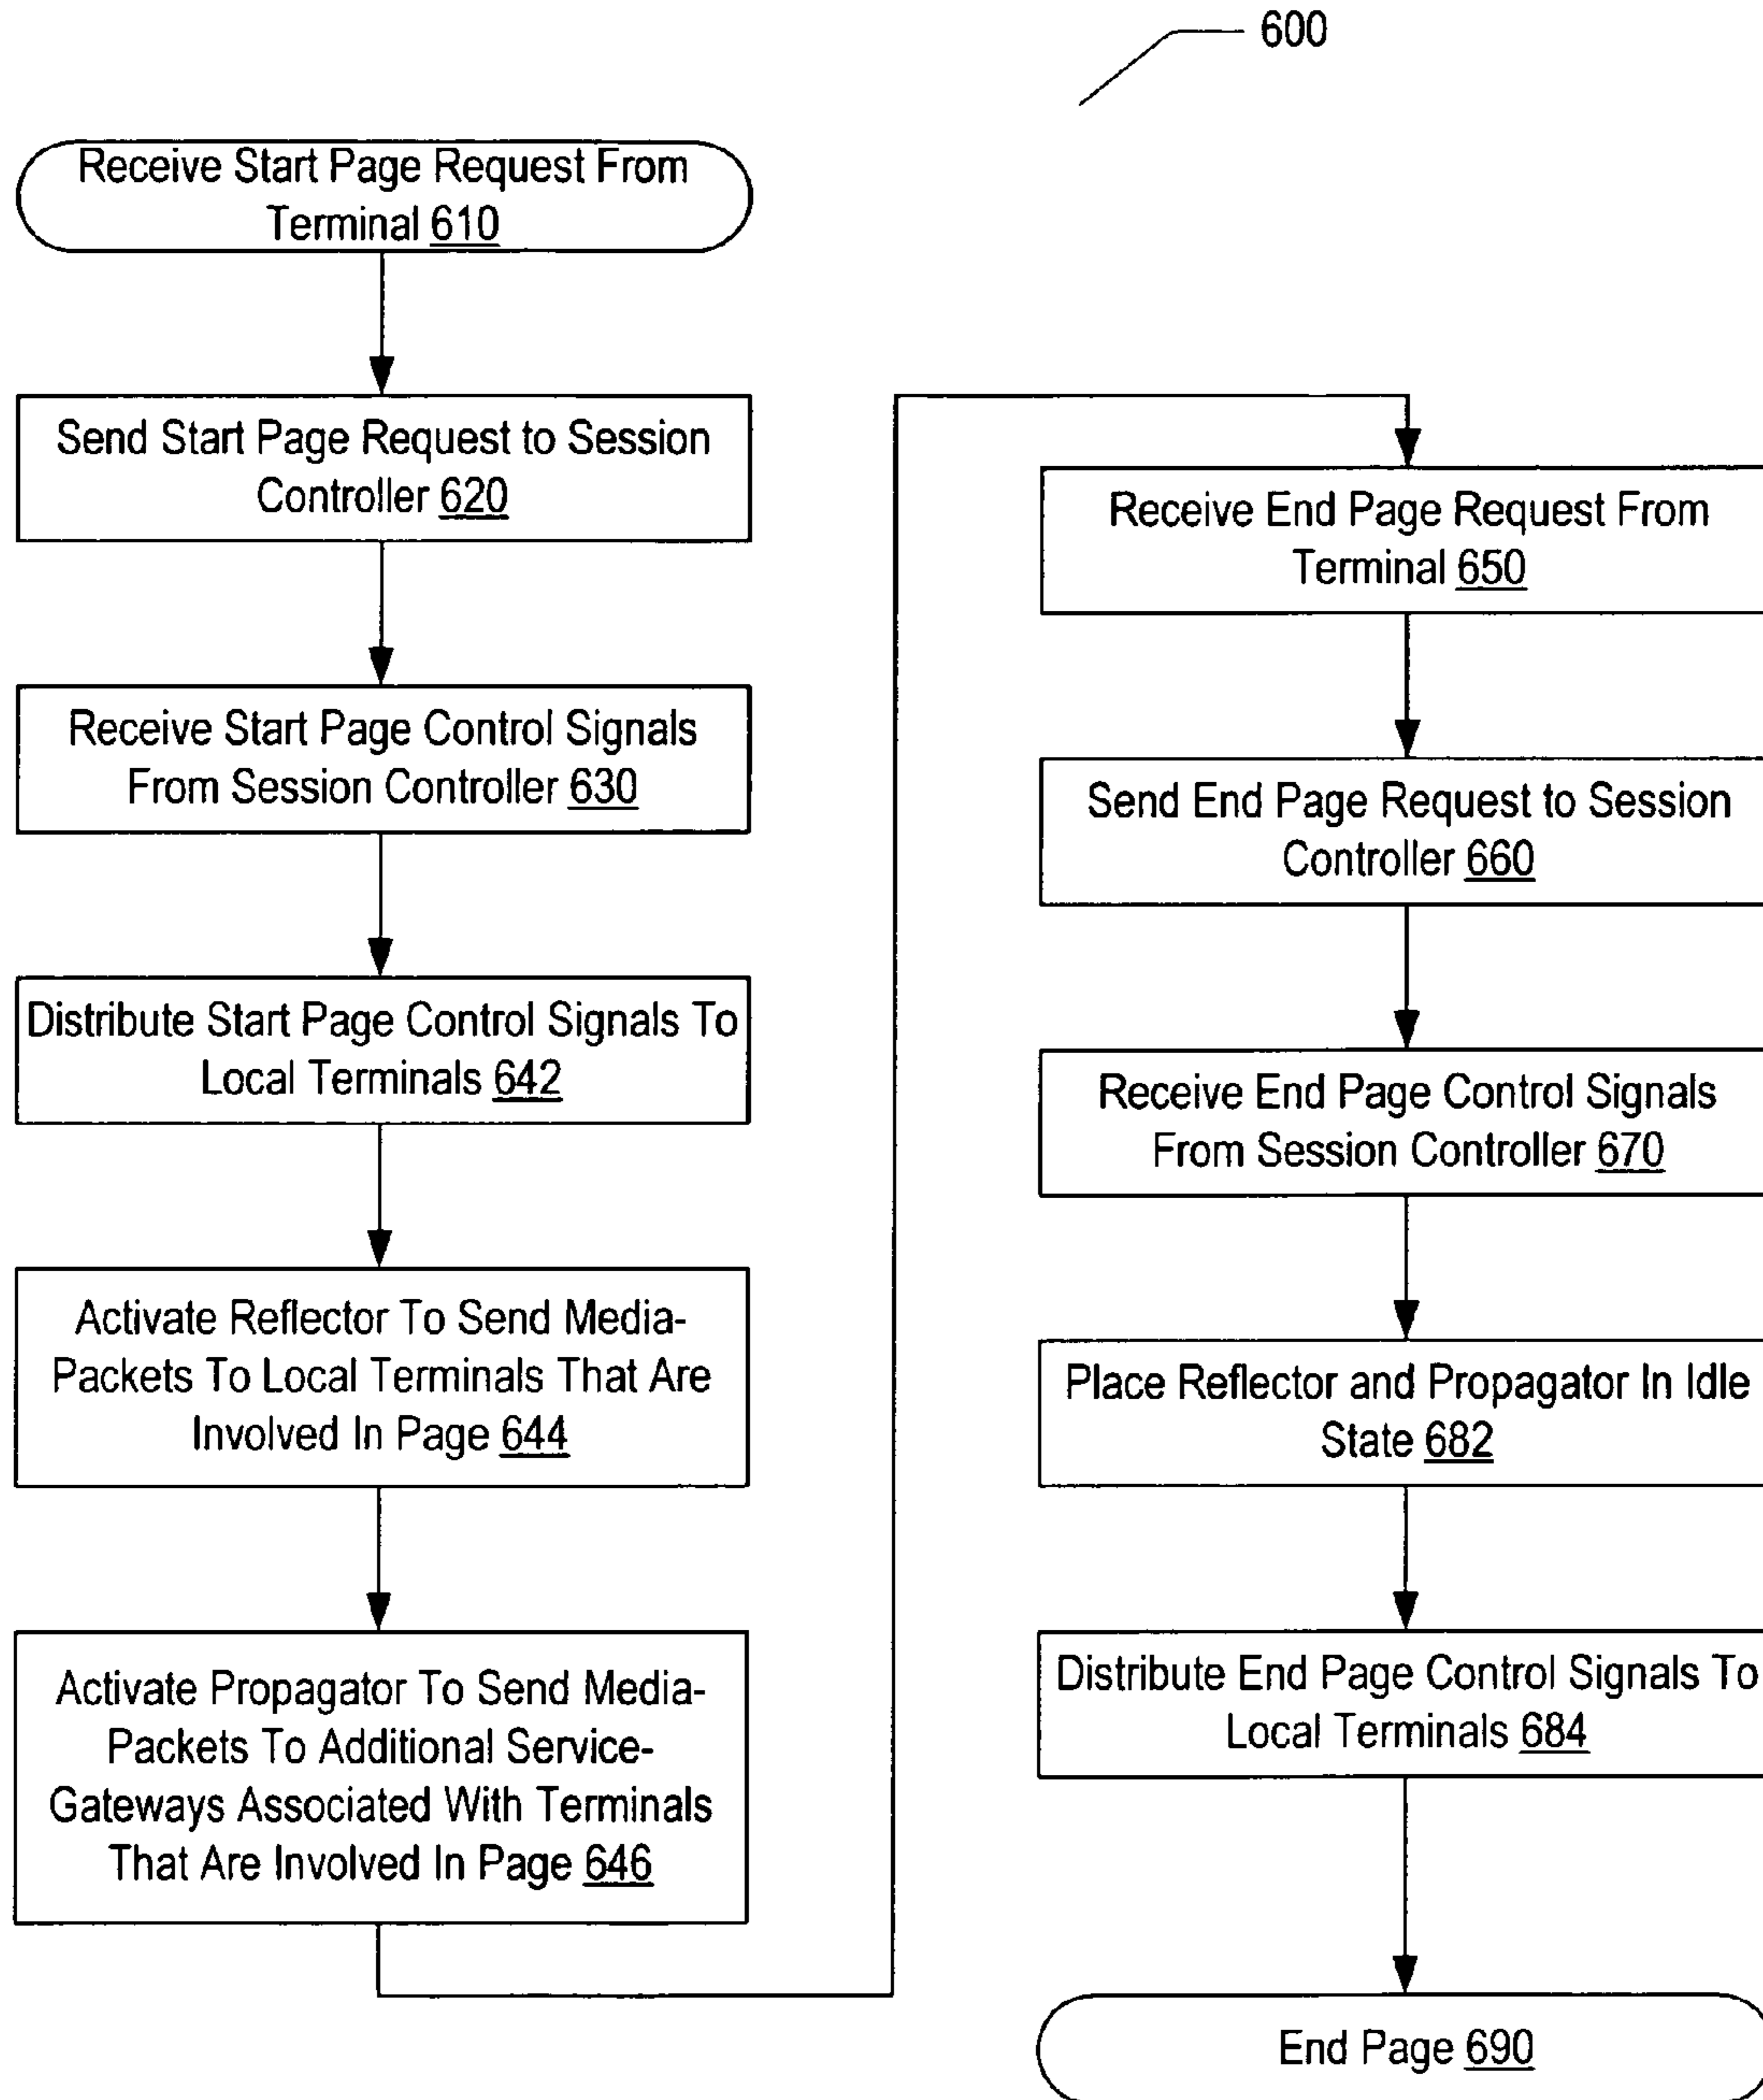 600
Receive Start Page Request From
Terminal 610
Send Start Page Request to Session
Controller 620
Receive Start Page Control Signals
From Session Controller 630
Distribute Start Page Control Signals To
Local Terminals 642
Activate Reflector To Send Media-
Packets To Local Terminals That Are
Involved In Page 644
Activate Propagator To Send Media-
Packets To Additional Service-
Gateways Associated With Terminals
That Are Involved In Page 646
Receive End Page Request From
Terminal 650
Send End Page Request to Session
Controller 660
Receive End Page Control Signals
From Session Controller 670
Place Reflector and Propagator In Idle
State 682
Distribute End Page Control Signals To
Local Terminals 684
End Page 690